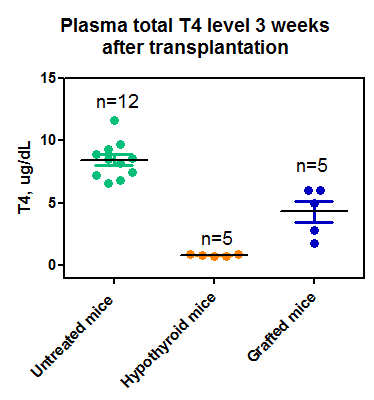 Plasma total T4 level 3 weeks
after transplantation
15
n=12
10
T4, ug/dL
n=5
5
n=5
0
Untreated mice
Hypothyroid mice
Grafted mice